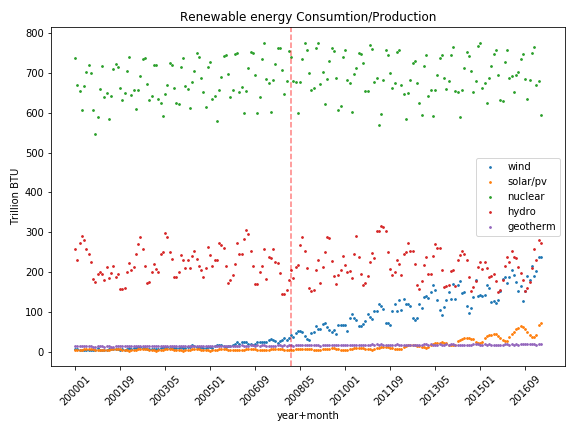 Renewable energy Consumtion/Production
Trillion BTU
800
700
600
500
400
300
200
100
0
wind
solar/pv
nuclear
hydro
geotherm
200001
200109
200305
200501
200609
200805
201001
201109
201305
201501
201609
year+month